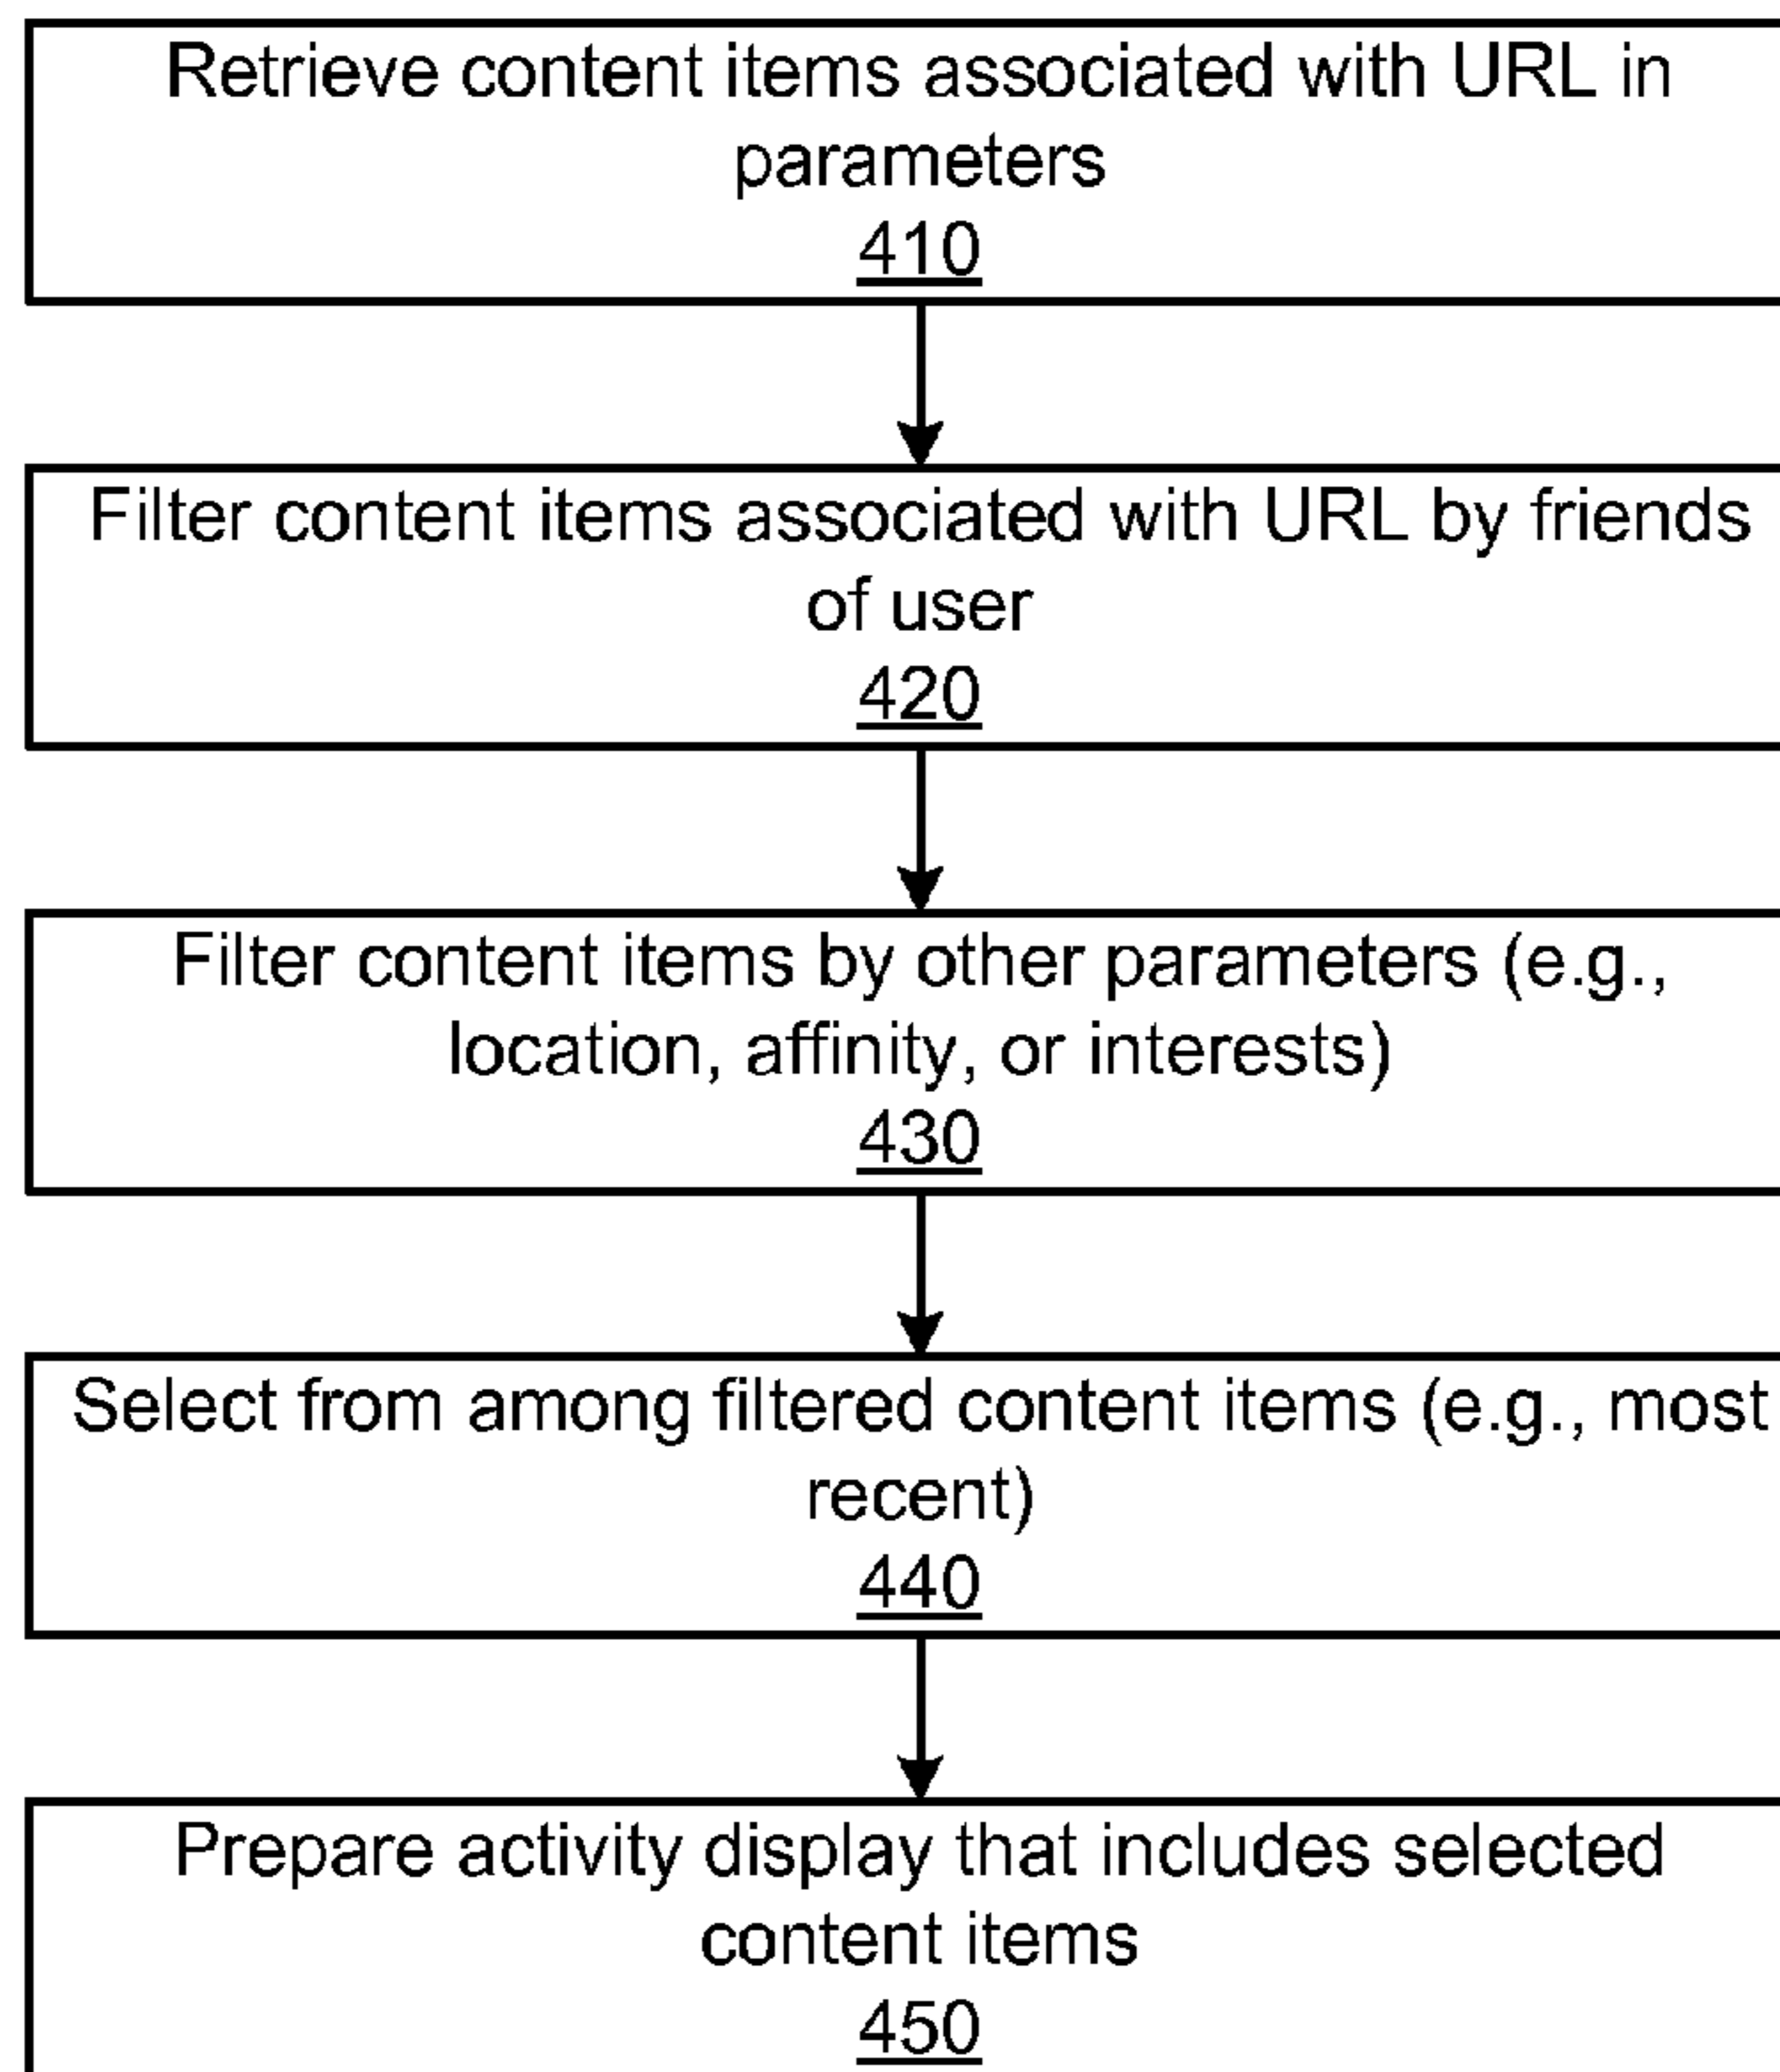 Retrieve content items associated with URL in
parameters
410
Filter content items associated with URL by friends
of user
420
Filter content items by other parameters (e.g.,
location, affinity, or interests)
430
Select from among filtered content items (e.g., most
recent)
440
Prepare activity display that includes selected
content items
450